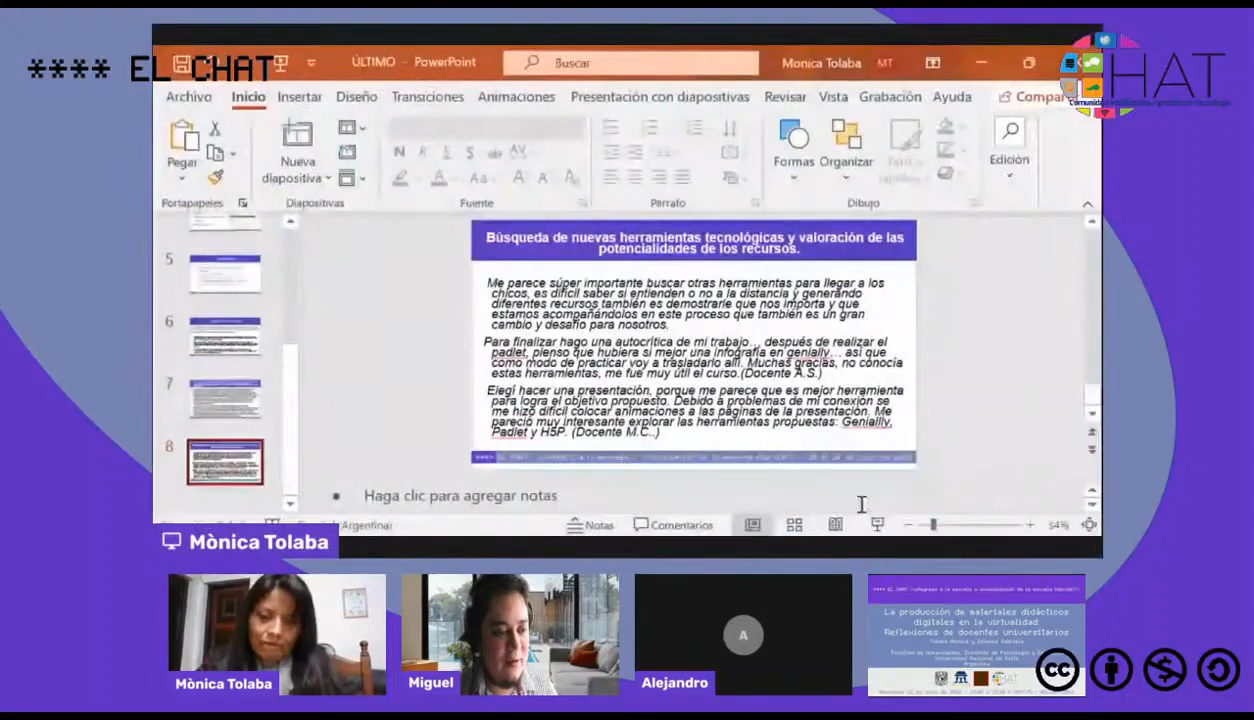 **** EL CHAT
ÚLTIMO - PowerPoint
Buscar
Monica Tolaba
MT
HAT
Archivo
Inicio
Insertar
Diseño
Transiciones
Animaciones
Presentación con diapositivas
Revisar
Vista
Grabación
Ayuda
Compar
Pegar
Nueva
diapositiva
Formas
Organizar
Edición
Portapapeles
Diapositivas
Fuente
Párrafo
Dibujo
5
6
7
8
Búsqueda de nuevas herramientas tecnológicas y valoración de las
potencialidades de los recursos.
Me parece súper importante buscar otras herramientas para llegar a los
chicos, es difícil saber si entienden o no a la distancia y generando
diferentes recursos también es demostrarle que nos importa y que
estamos acompañándolos en este proceso que también es un gran
cambio y desafío para nosotros.
Para finalizar hago una autocrítica de mi trabajo... después de realizar el
padlet, pienso que hubiera si mejor una infografía en genially... así que
como modo de practicar voy a trasladarlo allí. Muchas gracias, no conocía
estas herramientas, me fue muy útil el curso.(Docente A.S.)
Elegí hacer una presentación, porque me parece que es mejor herramienta
para logra el objetivo propuesto. Debido a problemas de mi conexión se
me hizo difícil colocar animaciones a las páginas de la presentación. Me
pareció muy interesante explorar las herramientas propuestas: Geniallly,
Padlet y H5P. (Docente M.C..)
Haga clic para agregar notas
Argentina)
Notas
Comentarios
54%
Mònica Tolaba
Mònica Tolaba
Miguel
A
Alejandro
La producción de materiales didácticos
digitales en la virtualidad
Reflexiones de docentes universitarios
cc